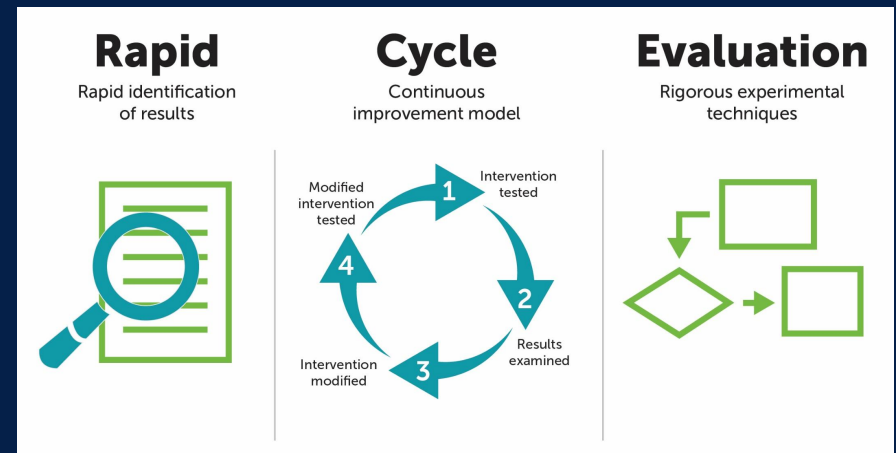 Rapid
Rapid identification
of results
Cycle
Continuous
improvement model
1
Intervention
tested
2
Results
examined
3
Intervention
modified
4
Modified
intervention
tested
Evaluation
Rigorous experimental
techniques